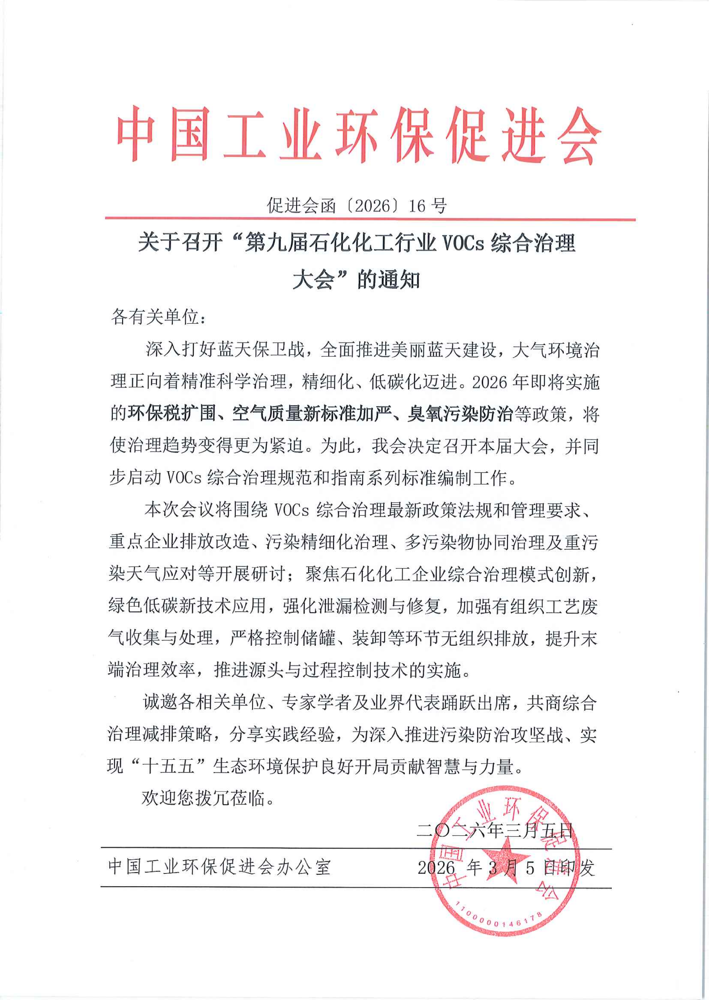 中国工业环保促进会
促进会函〔2026〕16 号
关于召开“第九届石化化工行业 VOCs 综合治理
大会”的通知
各有关单位：
深入打好蓝天保卫战，全面推进美丽蓝天建设，大气环境治
理正向着精准科学治理，精细化、低碳化迈进。2026 年即将实施
的环保税扩围、空气质量新标准加严、臭氧污染防治等政策，将
使治理趋势变得更为紧迫。为此，我会决定召开本届大会，并同
步启动 VOCs 综合治理规范和指南系列标准编制工作。
本次会议将围绕 VOCs 综合治理最新政策法规和管理要求、
重点企业排放改造、污染精细化治理、多污染物协同治理及重污
染天气应对等开展研讨；聚焦石化化工企业综合治理模式创新，
绿色低碳新技术应用，强化泄漏检测与修复，加强有组织工艺废
气收集与处理，严格控制储罐、装卸等环节无组织排放，提升末
端治理效率，推进源头与过程控制技术的实施。
诚邀各相关单位、专家学者及业界代表踊跃出席，共商综合
治理减排策略，分享实践经验，为深入推进污染防治攻坚战、实
现“十五五”生态环境保护良好开局贡献智慧与力量。
欢迎您拨冗莅临。
二〇二六年三月五日
中国工业环保促进会办公室 2026 年 3 月 5 日印发
中国工业环保促进会
1100000146178